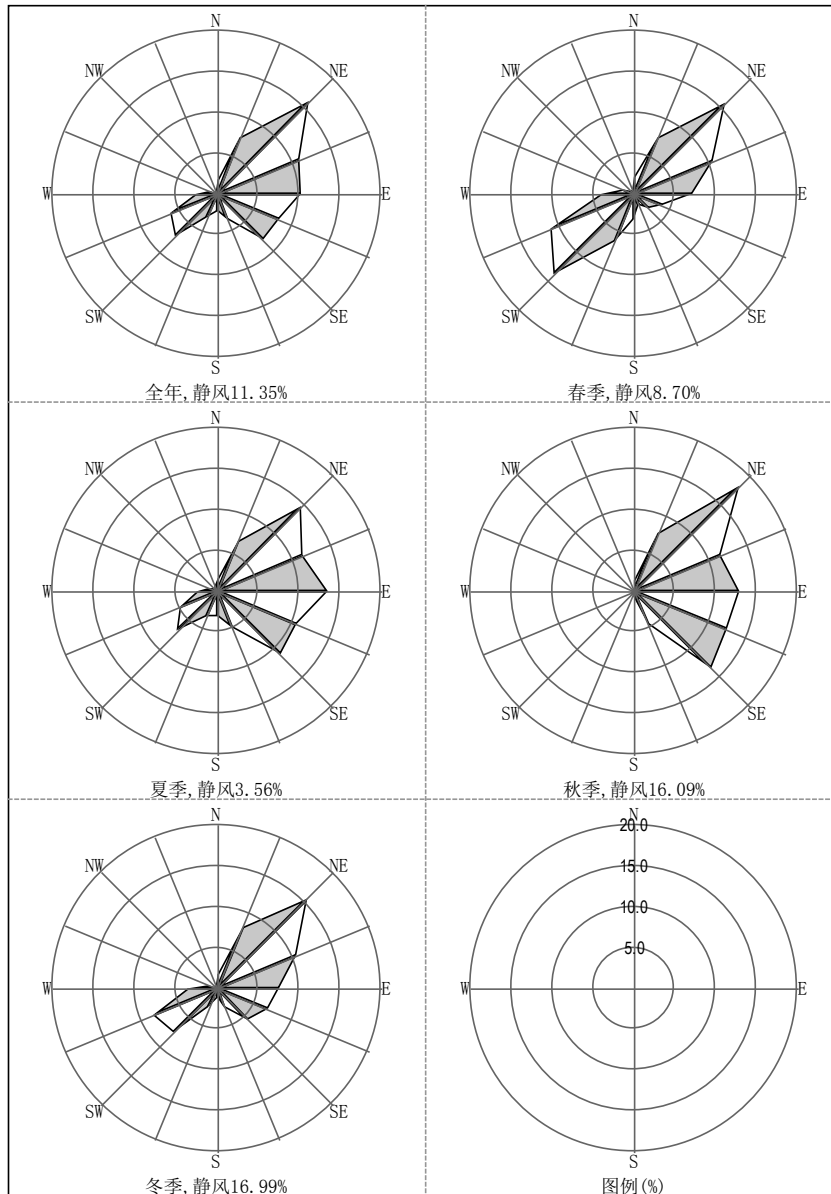 N
NW NE
W E
SW SE
S
全年,静风11.35%
N
NW NE
W E
SW SE
S
春季,静风8.70%
N
NW NE
W E
SW SE
S
夏季,静风3.56%
N
NW NE
W E
SW SE
S
秋季,静风16.09%
N
NW NE
W E
SW SE
S
冬季,静风16.99%
N
20.0
15.0
10.0
5.0
W E
S
图例(%)